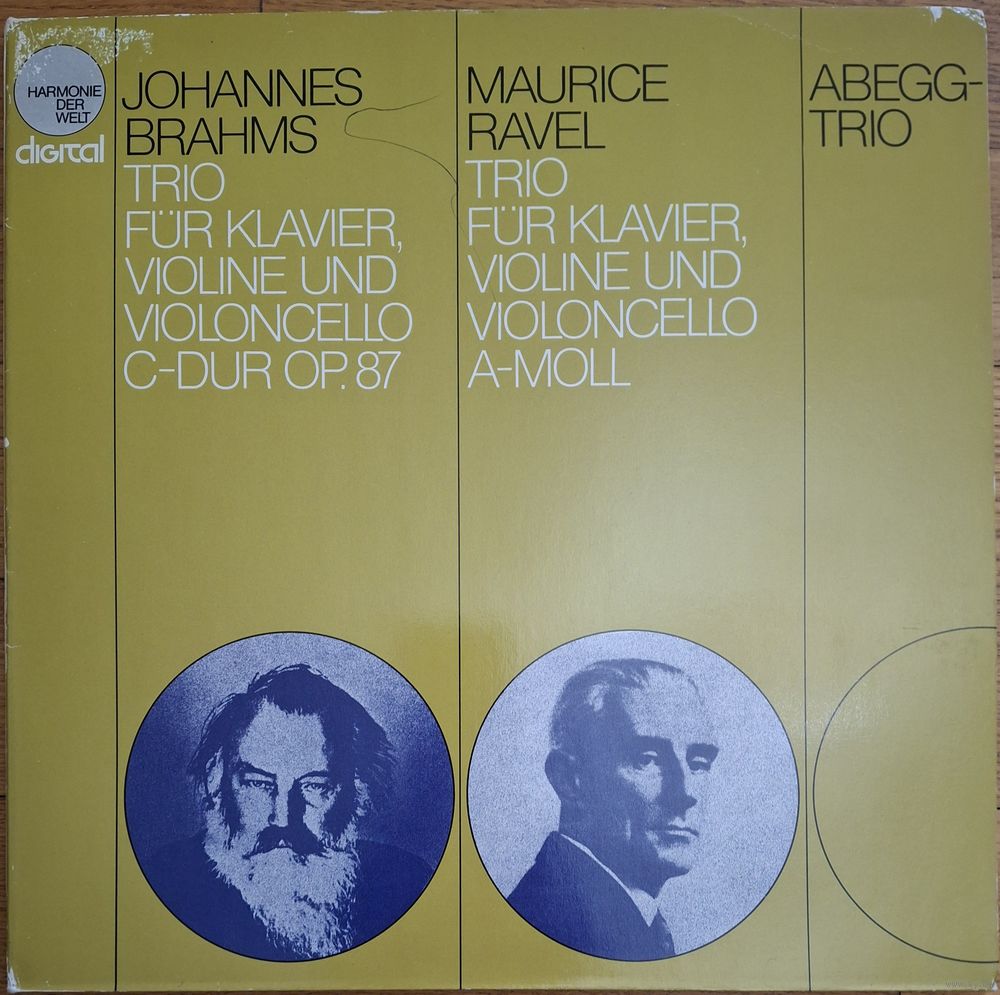 HARMONIE
DER
WELT
digital
JOHANNES
BRAHMS
TRIO
FÜR KLAVIER,
VIOLINE UND
VIOLONCELLO
C-DUR OP. 87
MAURICE
RAVEL
TRIO
FÜR KLAVIER,
VIOLINE UND
VIOLONCELLO
A-MOLL
ABEGG-
TRIO